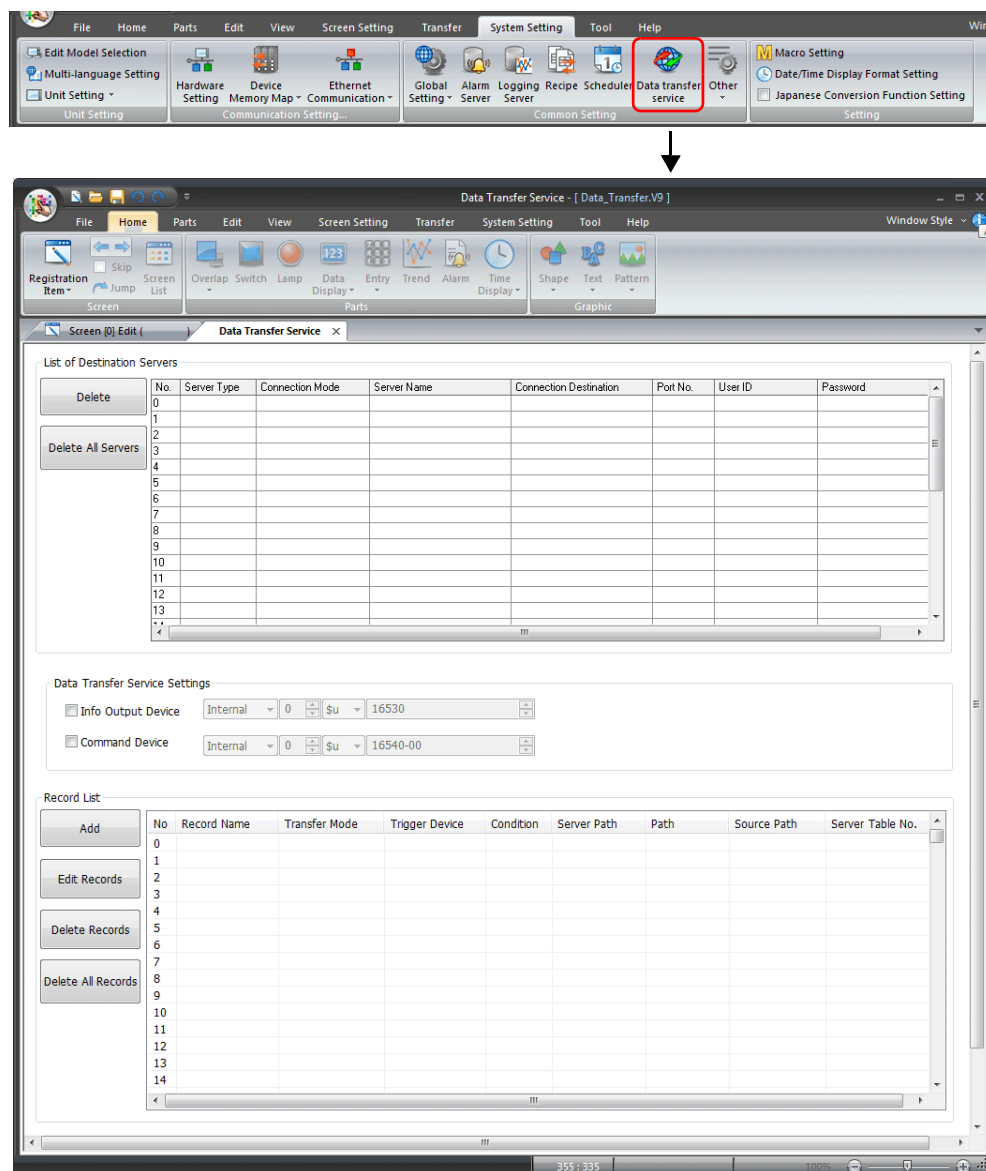 File Home Parts Edit View Screen Setting Transfer System Setting Tool Help Win
Edit Model Selection
Multi-language Setting
Unit Setting
Unit Setting
Hardware Setting
Device Memory Map
Ethernet Communication
Communication Setting...
Global Setting
Alarm Server
Logging Server
Recipe
Scheduler
Data transfer service
Other
Common Setting
Macro Setting
Date/Time Display Format Setting
Japanese Conversion Function Setting
Setting
Data Transfer Service - [ Data_Transfer.V9 ]
File Home Parts Edit View Screen Setting Transfer System Setting Tool Help Window Style
Registration Item
Skip
Jump
Screen List
Screen
Overlap
Switch
Lamp
123
Data Display
Entry
Trend
Alarm
Time Display
Parts
Shape
Text
Pattern
Graphic
Screen [0] Edit ( ) Data Transfer Service X
List of Destination Servers
Delete
Delete All Servers
No. Server Type Connection Mode Server Name Connection Destination Port No. User ID Password
0
1
2
3
4
5
6
7
8
9
10
11
12
13
14
Data Transfer Service Settings
Info Output Device Internal 0 $u 16530
Command Device Internal 0 $u 16540-00
Record List
Add
Edit Records
Delete Records
Delete All Records
No Record Name Transfer Mode Trigger Device Condition Server Path Path Source Path Server Table No.
0
1
2
3
4
5
6
7
8
9
10
11
12
13
14
355 : 335 100%